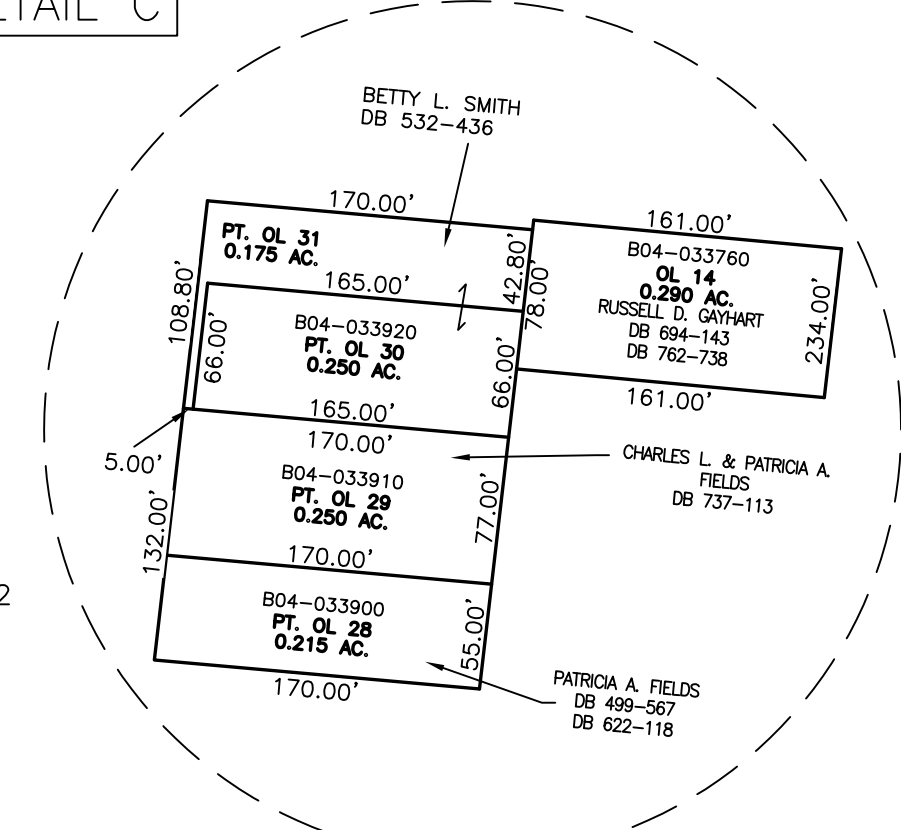 ETAIL C
BETTY L. SMITH
DB 532-436
170.00'
161.00'
PT. OL 31
0.175 AC.
B04-033760
OL 14
0.290 AC.
RUSSELL D. GAYHART
DB 694-143
DB 762-738
42.80'
78.00'
234.00'
161.00'
108.80'
165.00'
66.00'
B04-033920
PT. OL 30
0.250 AC.
66.00'
165.00'
5.00'
170.00'
B04-033910
PT. OL 29
0.250 AC.
77.00'
CHARLES L. & PATRICIA A.
FIELDS
DB 737-113
132.00'
170.00'
2
B04-033900
PT. OL 28
0.215 AC.
55.00'
170.00'
PATRICIA A. FIELDS
DB 499-567
DB 622-118